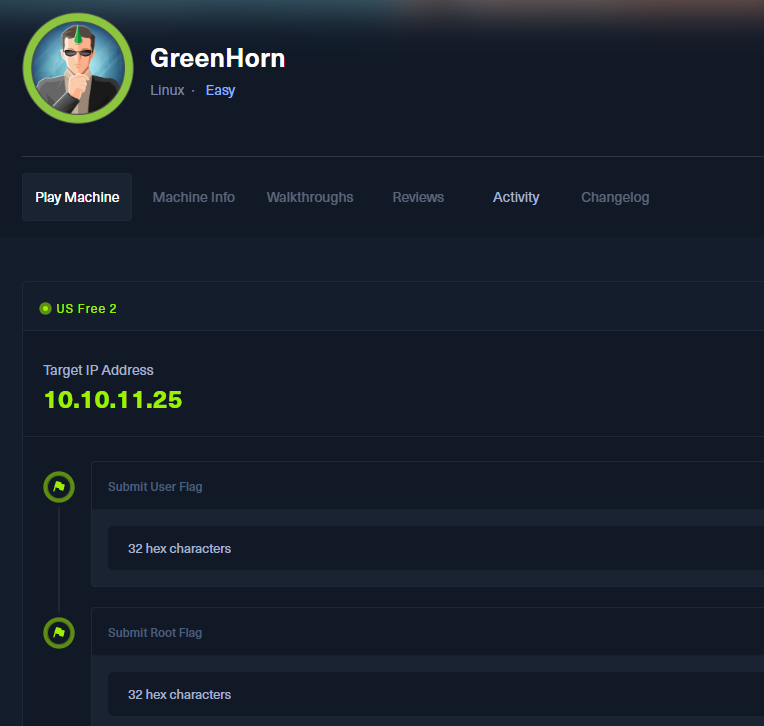 GreenHorn
Linux · Easy
Play Machine Machine Info Walkthroughs Reviews Activity Changelog
US Free 2
Target IP Address
10.10.11.25
Submit User Flag
32 hex characters
Submit Root Flag
32 hex characters